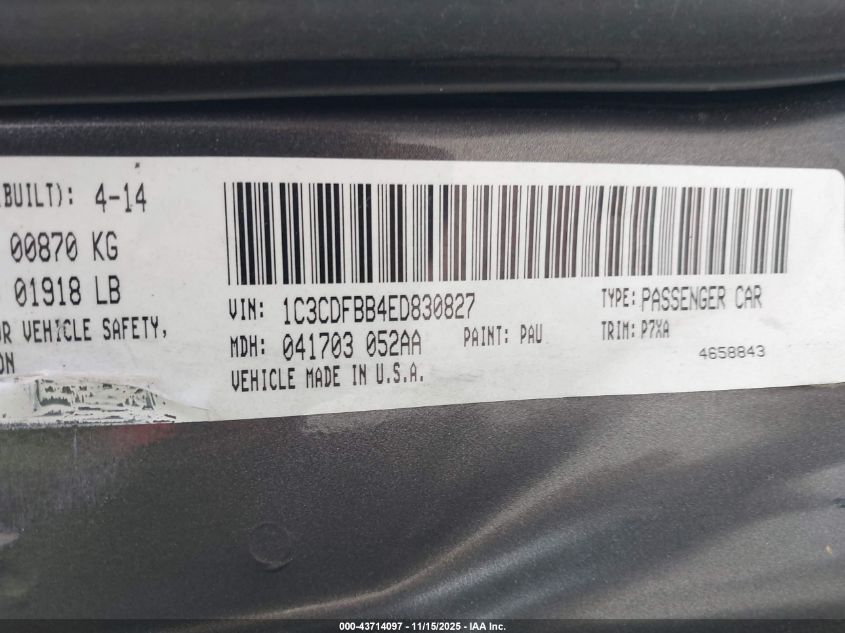 (BUILT): 4-14
00870 KG
01918 LB
OR VEHICLE SAFETY,
ON
VIN: 1C3CDFBB4ED830827
TYPE: PASSENGER CAR
MDH: 041703 052AA
PAINT: PAU
TRIM: P7XA
VEHICLE MADE IN U.S.A.
4658843
000-43714097 - 11/15/2025 - IAA Inc.